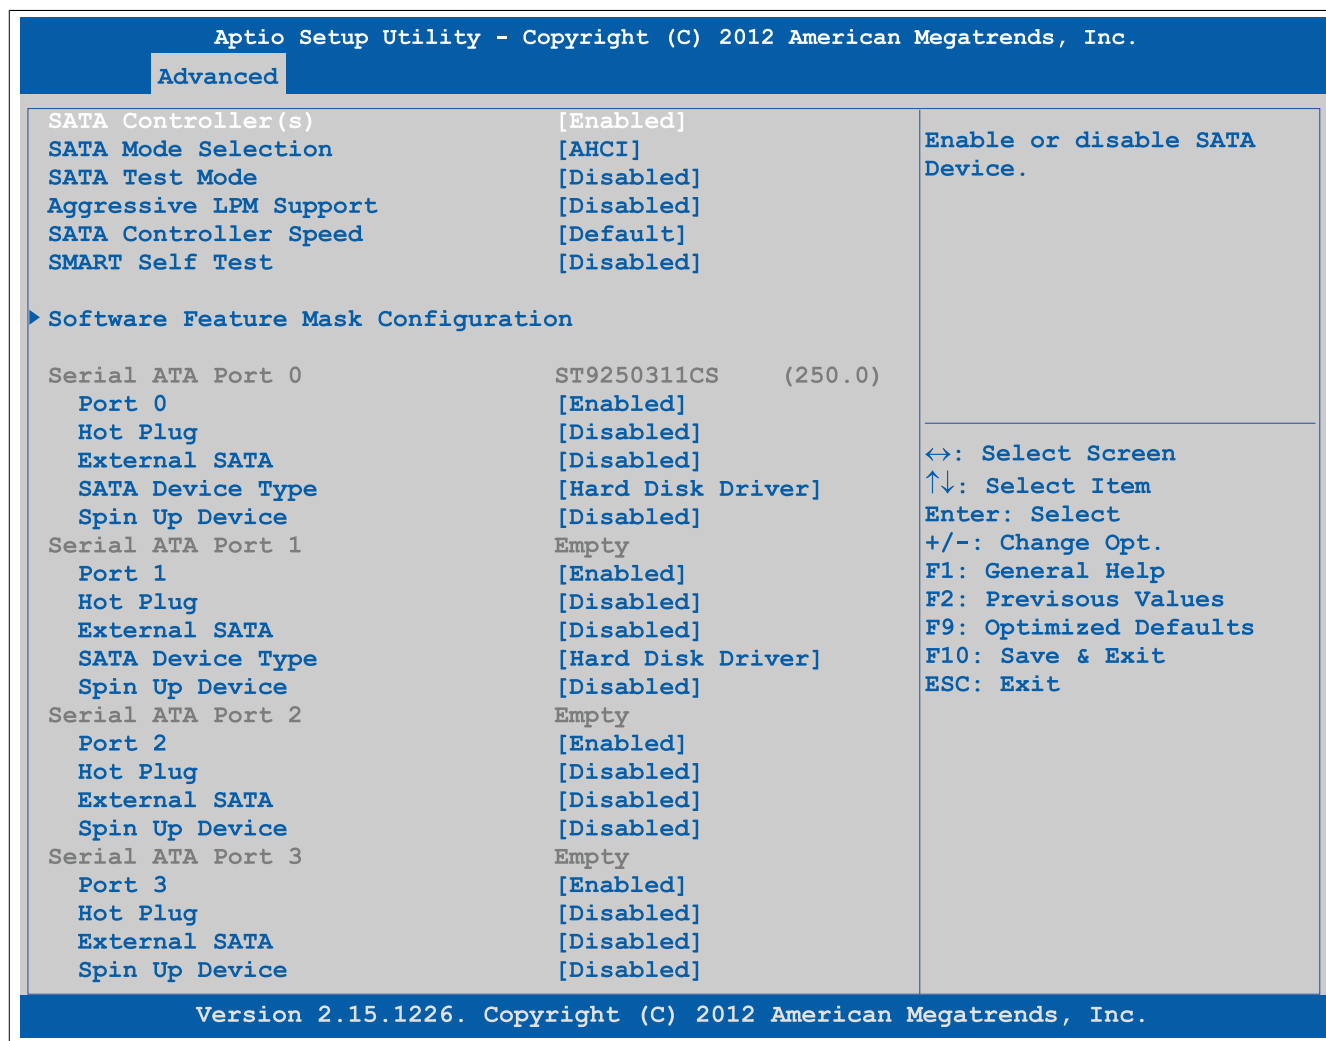 Aptio Setup Utility - Copyright (C) 2012 American Megatrends, Inc.
Advanced
SATA Controller(s) [Enabled]
SATA Mode Selection [AHCI]
SATA Test Mode [Disabled]
Aggressive LPM Support [Disabled]
SATA Controller Speed [Default]
SMART Self Test [Disabled]
Software Feature Mask Configuration
Serial ATA Port 0 ST9250311CS (250.0)
Port 0 [Enabled]
Hot Plug [Disabled]
External SATA [Disabled]
SATA Device Type [Hard Disk Driver]
Spin Up Device [Disabled]
Serial ATA Port 1 Empty
Port 1 [Enabled]
Hot Plug [Disabled]
External SATA [Disabled]
SATA Device Type [Hard Disk Driver]
Spin Up Device [Disabled]
Serial ATA Port 2 Empty
Port 2 [Enabled]
Hot Plug [Disabled]
External SATA [Disabled]
Spin Up Device [Disabled]
Serial ATA Port 3 Empty
Port 3 [Enabled]
Hot Plug [Disabled]
External SATA [Disabled]
Spin Up Device [Disabled]
Enable or disable SATA
Device.
↔: Select Screen
↑↓: Select Item
Enter: Select
+/-: Change Opt.
F1: General Help
F2: Previsous Values
F9: Optimized Defaults
F10: Save & Exit
ESC: Exit
Version 2.15.1226. Copyright (C) 2012 American Megatrends, Inc.